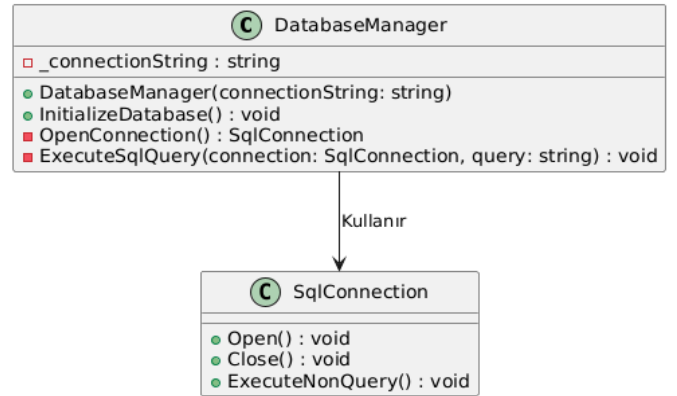 C DatabaseManager
_connectionString : string
DatabaseManager(connectionString: string)
InitializeDatabase() : void
OpenConnection() : SqlConnection
ExecuteSqlQuery(connection: SqlConnection, query: string) : void
Kullanır
C SqlConnection
Open() : void
Close() : void
ExecuteNonQuery() : void